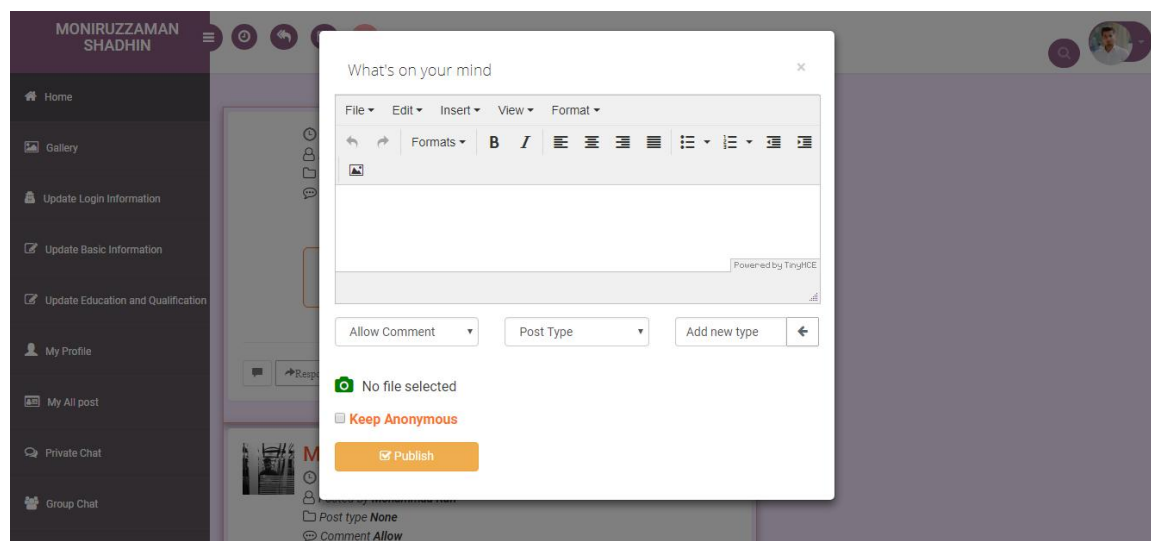 MONIRUZZAMAN
SHADHIN
Home
Gallery
Update Login Information
Update Basic Information
Update Education and Qualification
My Profile
My All post
Private Chat
Group Chat
What's on your mind
×
File Edit Insert View Format
Formats B I
Powered by TinyMCE
Allow Comment Post Type Add new type
No file selected
Keep Anonymous
Publish
M
Post type None
Comment Allow